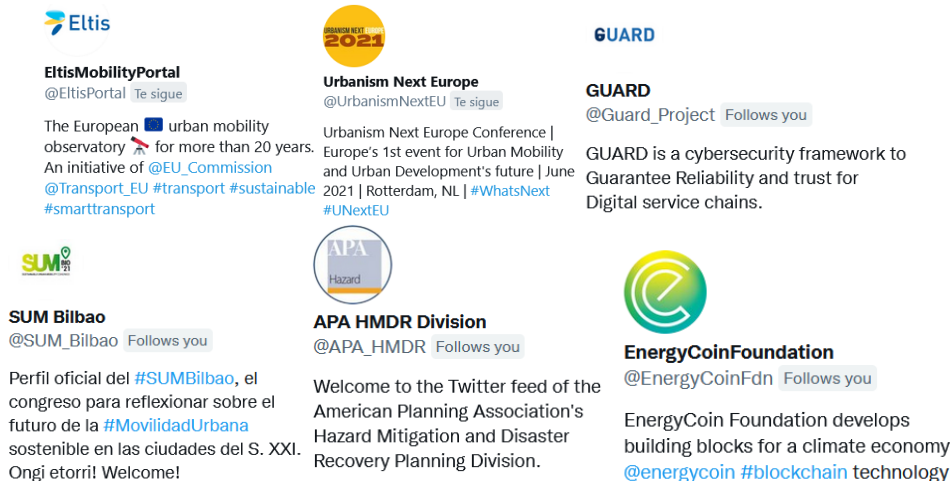 Eltis
EltisMobilityPortal
@EltisPortal Te sigue
The European 🇪🇺 urban mobility
observatory 🔭 for more than 20 years.
An initiative of @EU_Commission
@Transport_EU #transport #sustainable
#smarttransport
URBANISM NEXT EUROPE
2021
Urbanism Next Europe
@UrbanismNextEU Te sigue
Urbanism Next Europe Conference |
Europe's 1st event for Urban Mobility
and Urban Development's future | June
2021 | Rotterdam, NL | #WhatsNext
#UNextEU
GUARD
GUARD
@Guard_Project Follows you
GUARD is a cybersecurity framework to
Guarantee Reliability and trust for
Digital service chains.
SUM BIO '21
SUM Bilbao
@SUM_Bilbao Follows you
Perfil oficial del #SUMBilbao, el
congreso para reflexionar sobre el
futuro de la #MovilidadUrbana
sostenible en las ciudades del S. XXI.
Ongi etorri! Welcome!
APA
Hazard
APA HMDR Division
@APA_HMDR Follows you
Welcome to the Twitter feed of the
American Planning Association's
Hazard Mitigation and Disaster
Recovery Planning Division.
e
EnergyCoinFoundation
@EnergyCoinFdn Follows you
EnergyCoin Foundation develops
building blocks for a climate economy
@energycoin #blockchain technology